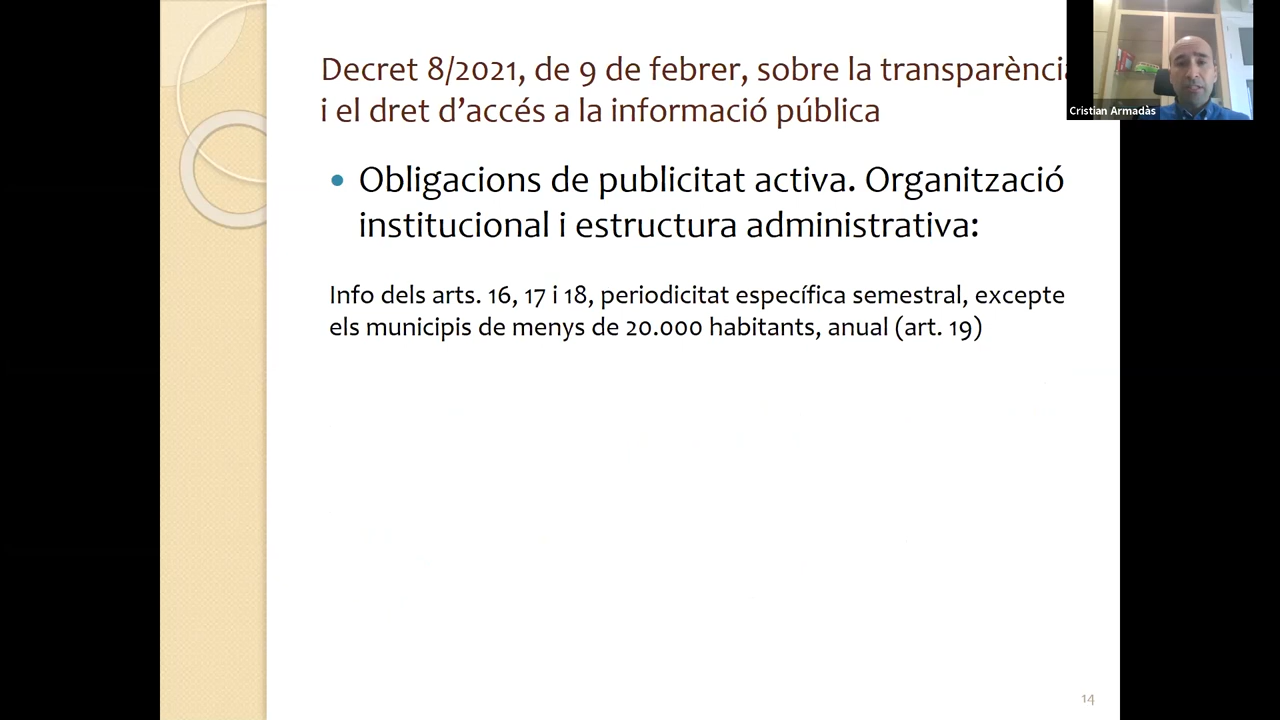 Decret 8/2021, de 9 de febrer, sobre la transparència
i el dret d’accés a la informació pública
Cristian Armadàs
• Obligacions de publicitat activa. Organització
institucional i estructura administrativa:
Info dels arts. 16, 17 i 18, periodicitat específica semestral, excepte
els municipis de menys de 20.000 habitants, anual (art. 19)
14